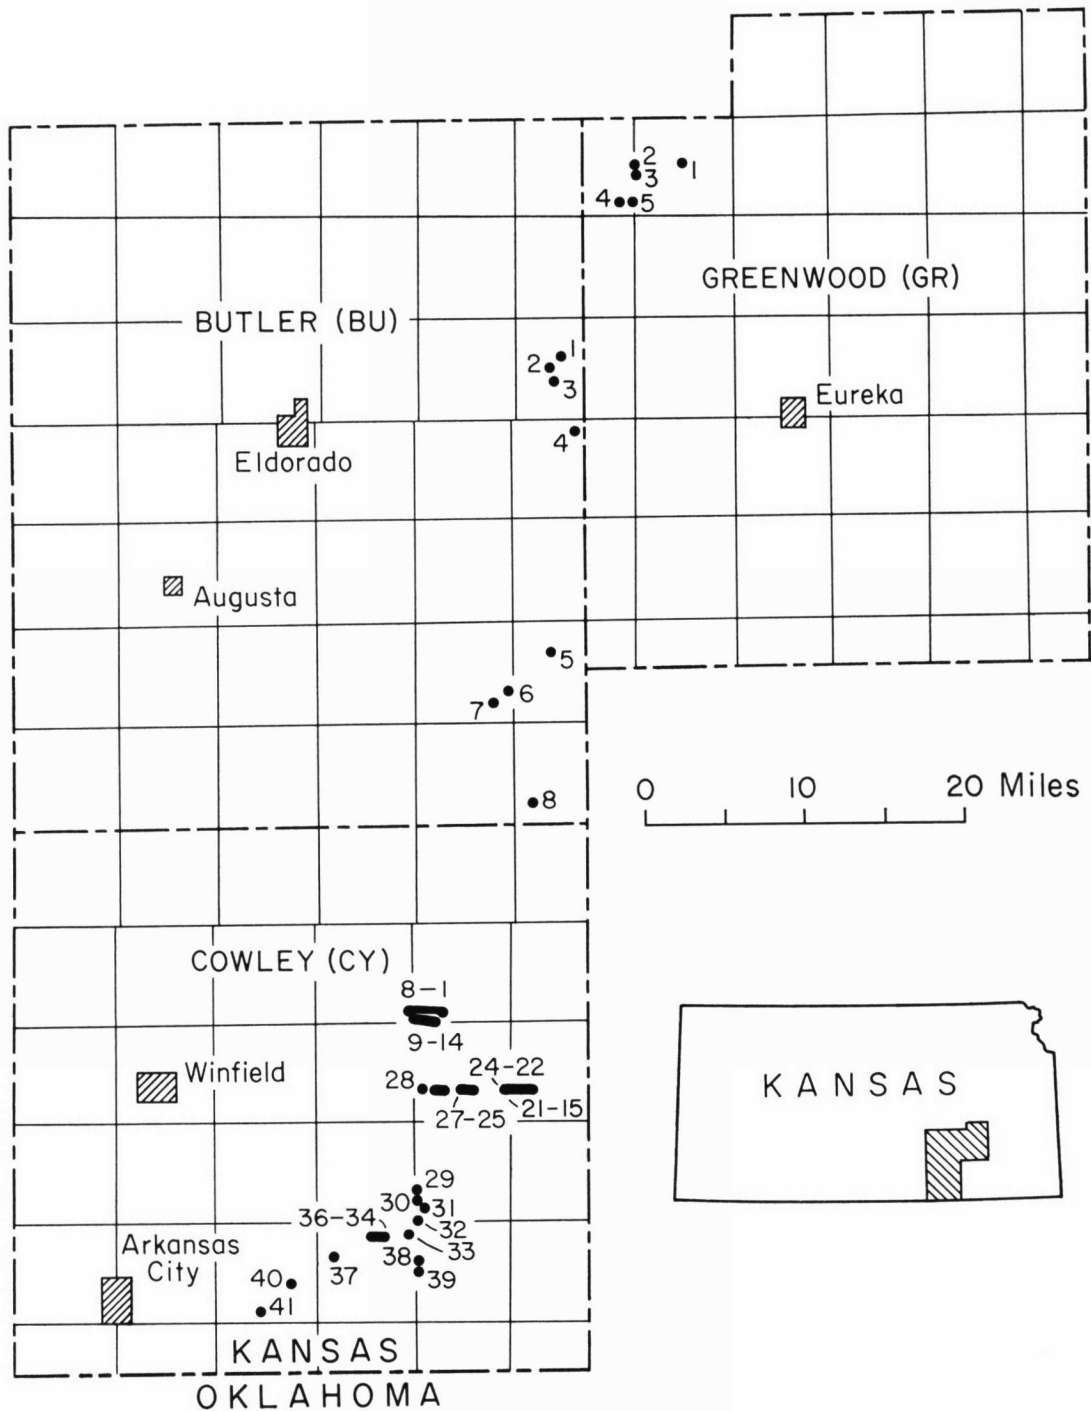 2
1
3
4
5
GREENWOOD (GR)
BUTLER (BU)
1
2
3
Eureka
4
Eldorado
Augusta
5
6
7
0 10 20 Miles
8
COWLEY (CY)
8-1
9-14
Winfield
24-22
28
21-15
27-25
KANSAS
29
30
31
36-34
32
33
Arkansas
City
38
37
39
40
41
KANSAS
OKLAHOMA